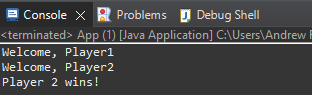 Console Problems Debug Shell
<terminated> App (1) [Java Application] C:\Users\Andrew
Welcome, Player1
Welcome, Player2
Player 2 wins!